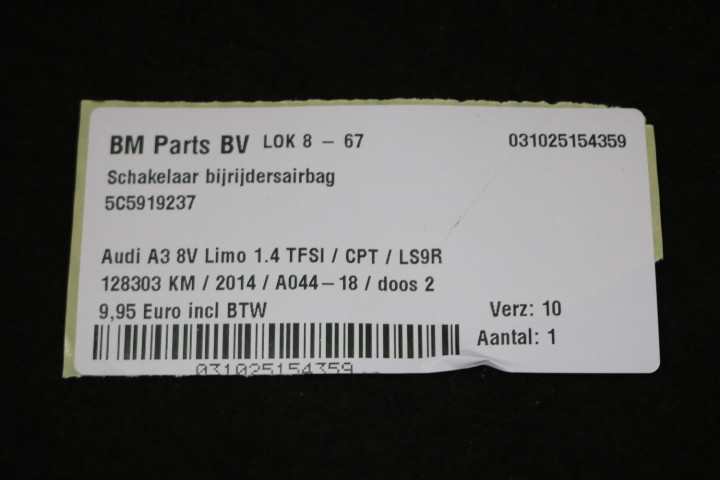 BM Parts BV LOK 8 - 67 031025154359
Schakelaar bijrijdersairbag
5C5919237
Audi A3 8V Limo 1.4 TFSI / CPT / LS9R
128303 KM / 2014 / A044-18 / doos 2
9,95 Euro incl BTW Verz: 10
Aantal: 1
031025154359